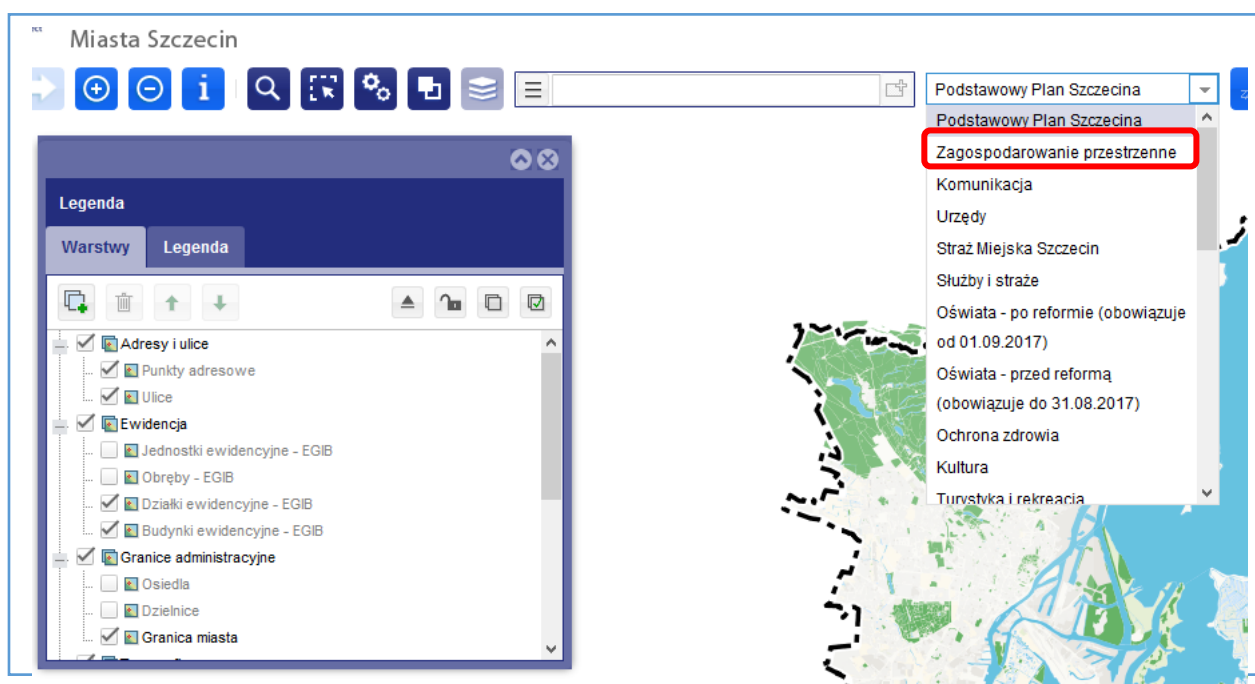 Miasta Szczecin
Podstawowy Plan Szczecina
Podstawowy Plan Szczecina
Zagospodarowanie przestrzenne
Komunikacja
Urzędy
Straż Miejska Szczecin
Służby i straże
Oświata - po reformie (obowiązuje
od 01.09.2017)
Oświata - przed reformą
(obowiązuje do 31.08.2017)
Ochrona zdrowia
Kultura
Turystyka i rekreacja
Legenda
Warstwy
Legenda
Adresy i ulice
Punkty adresowe
Ulice
Ewidencja
Jednostki ewidencyjne - EGIB
Obręby - EGIB
Działki ewidencyjne - EGIB
Budynki ewidencyjne - EGIB
Granice administracyjne
Osiedla
Dzielnice
Granica miasta